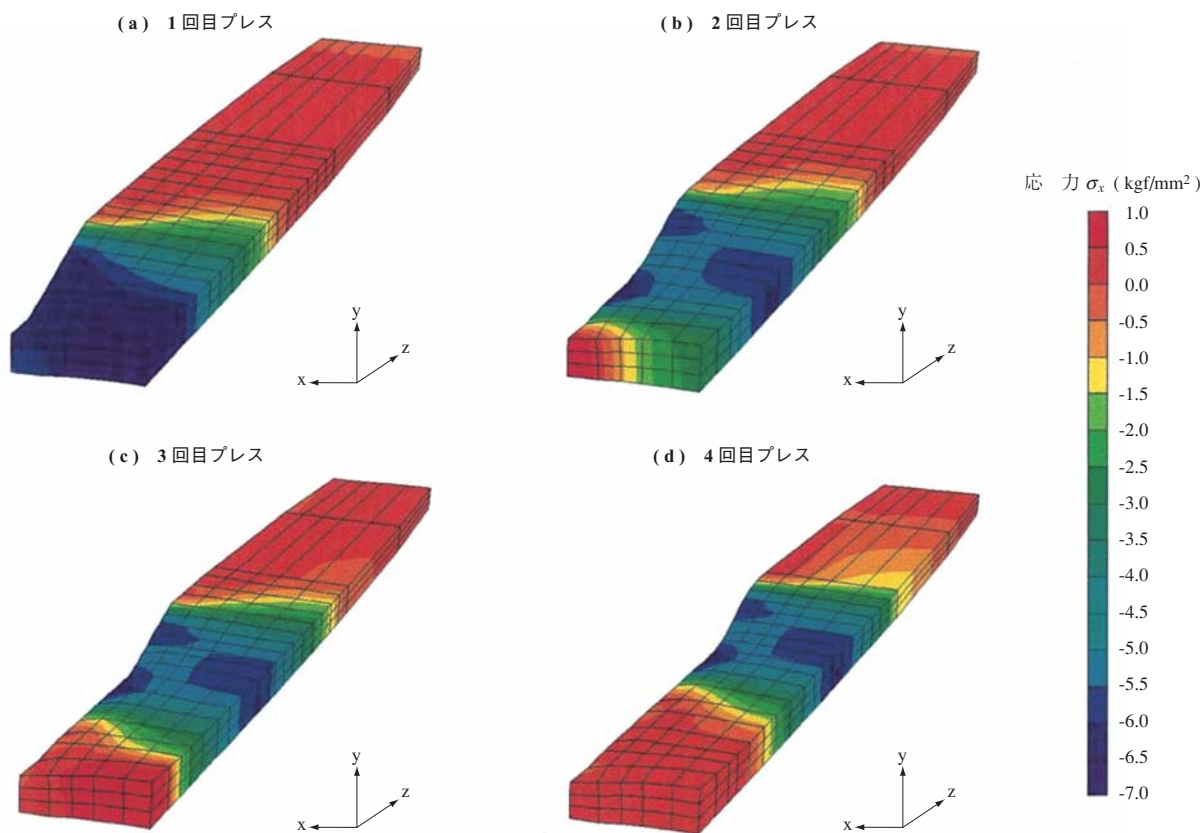 (a) 1 回目プレス
(b) 2 回目プレス
y
z
x
y
z
x
応 力 σx (kgf/mm²)
1.0
0.5
0.0
-0.5
-1.0
-1.5
-2.0
-2.5
-3.0
-3.5
-4.0
-4.5
-5.0
-5.5
-6.0
-6.5
-7.0
(c) 3 回目プレス
(d) 4 回目プレス
y
z
x
y
z
x